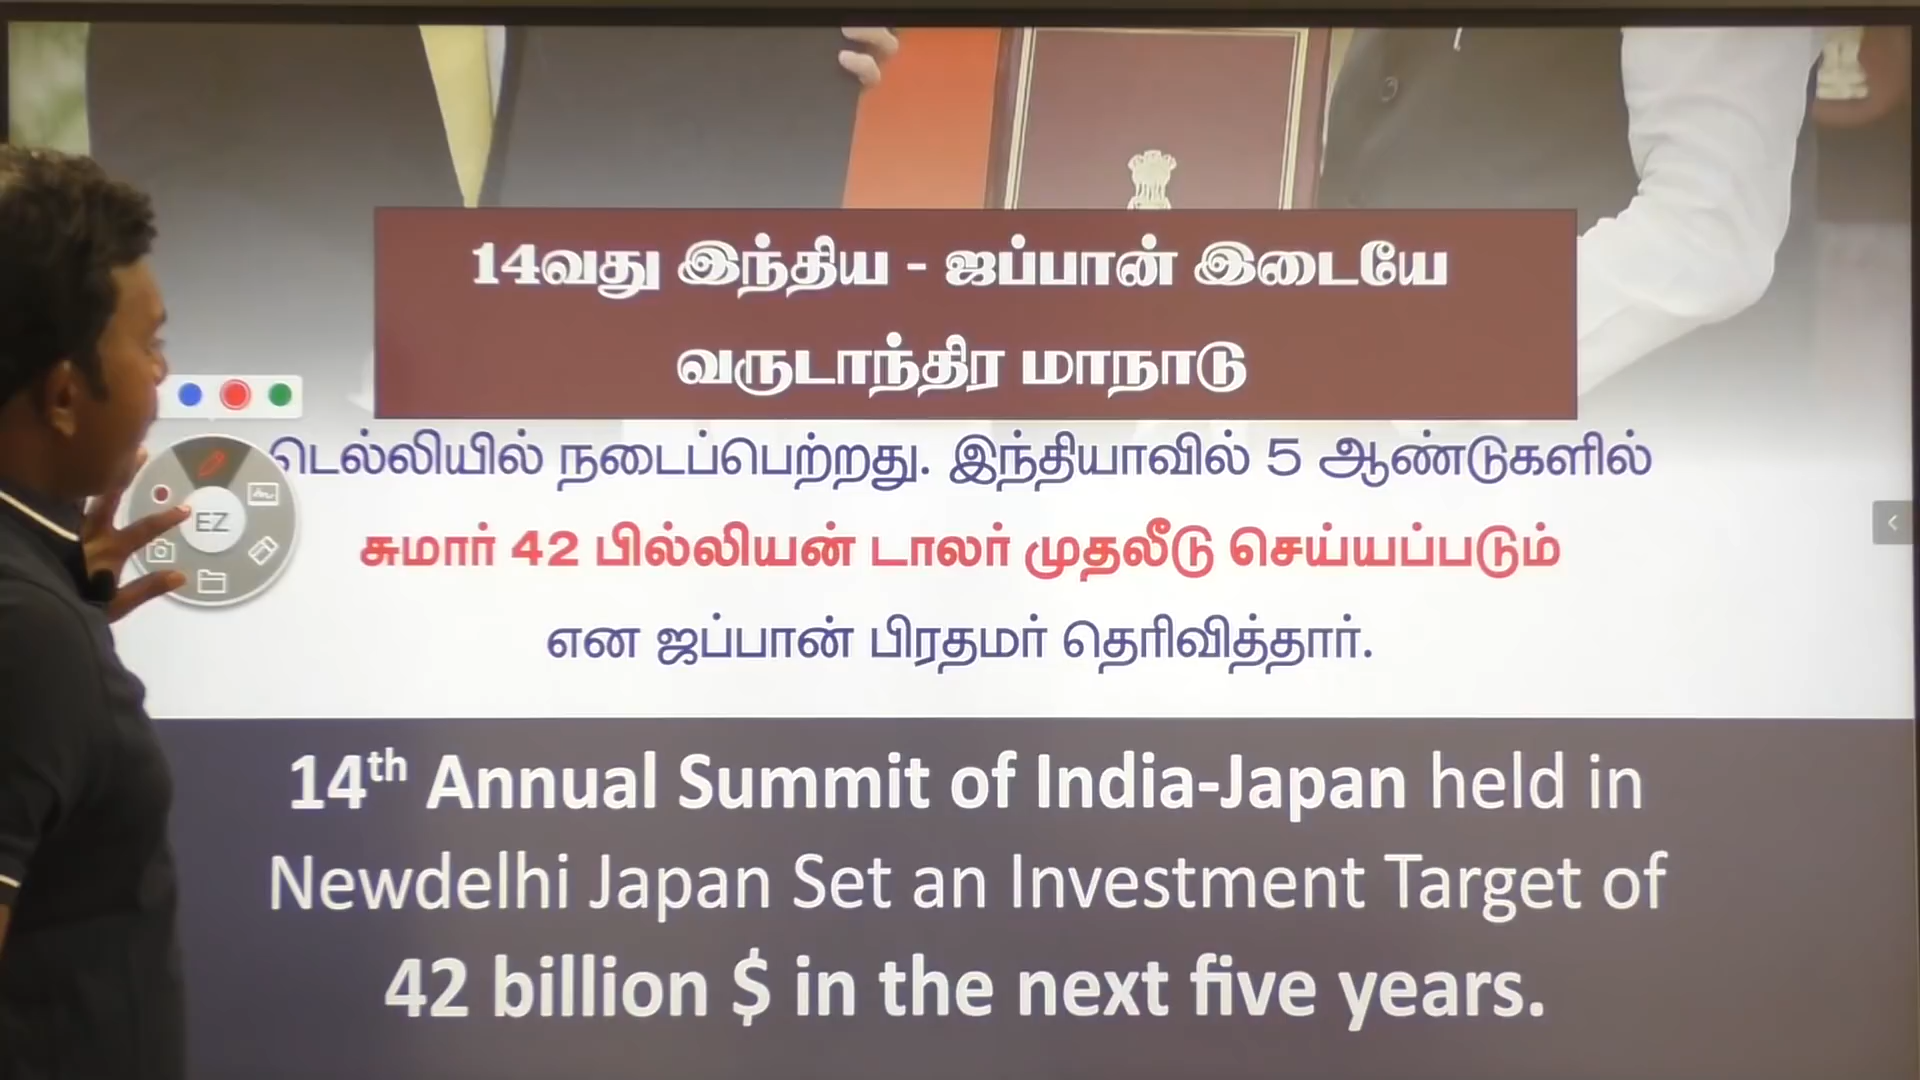 14வது இந்திய - ஜப்பான் இடையே
வருடாந்திர மாநாடு
டெல்லியில் நடைப்பெற்றது. இந்தியாவில் 5 ஆண்டுகளில்
சுமார் 42 பில்லியன் டாலர் முதலீடு செய்யப்படும்
என ஜப்பான் பிரதமர் தெரிவித்தார்.
EZ
14th Annual Summit of India-Japan held in
Newdelhi Japan Set an Investment Target of
42 billion $ in the next five years.